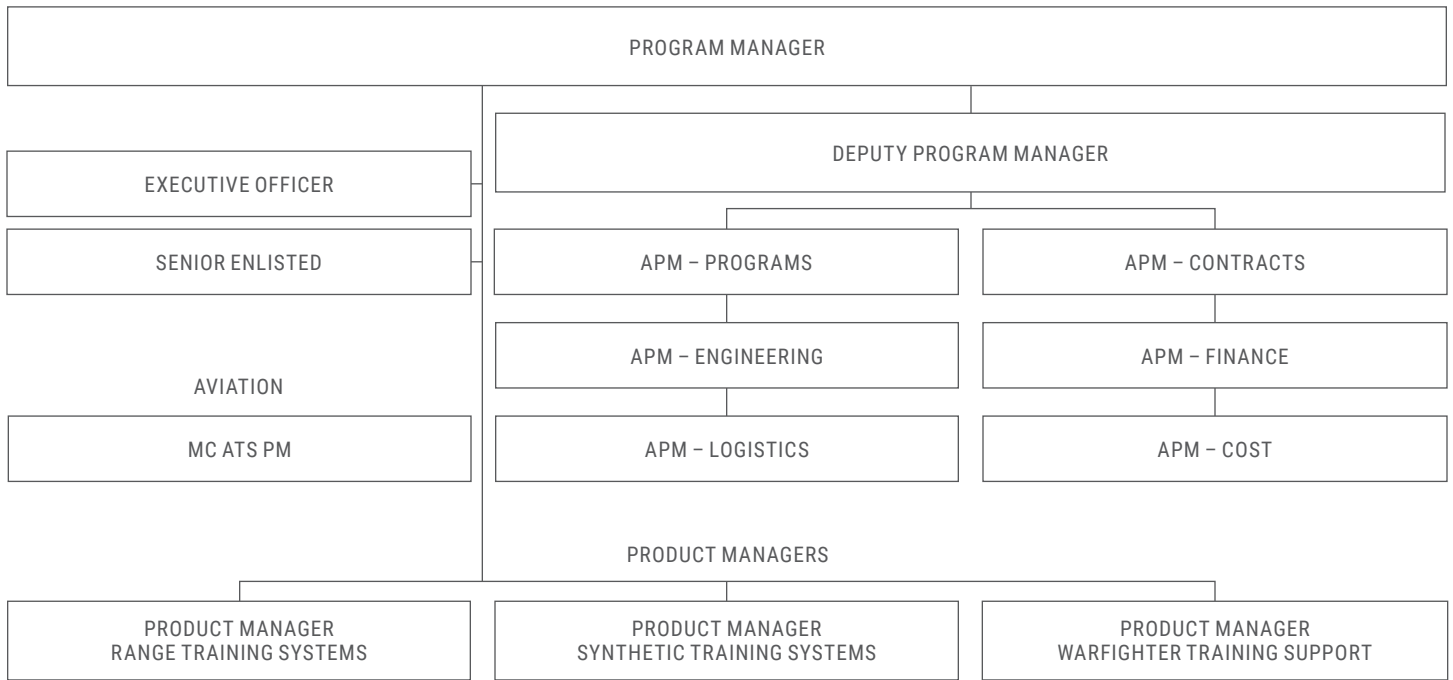 PROGRAM MANAGER
DEPUTY PROGRAM MANAGER
EXECUTIVE OFFICER
SENIOR ENLISTED
APM – PROGRAMS
APM – CONTRACTS
APM – ENGINEERING
APM – FINANCE
AVIATION
MC ATS PM
APM – LOGISTICS
APM – COST
PRODUCT MANAGERS
PRODUCT MANAGER
RANGE TRAINING SYSTEMS
PRODUCT MANAGER
SYNTHETIC TRAINING SYSTEMS
PRODUCT MANAGER
WARFIGHTER TRAINING SUPPORT